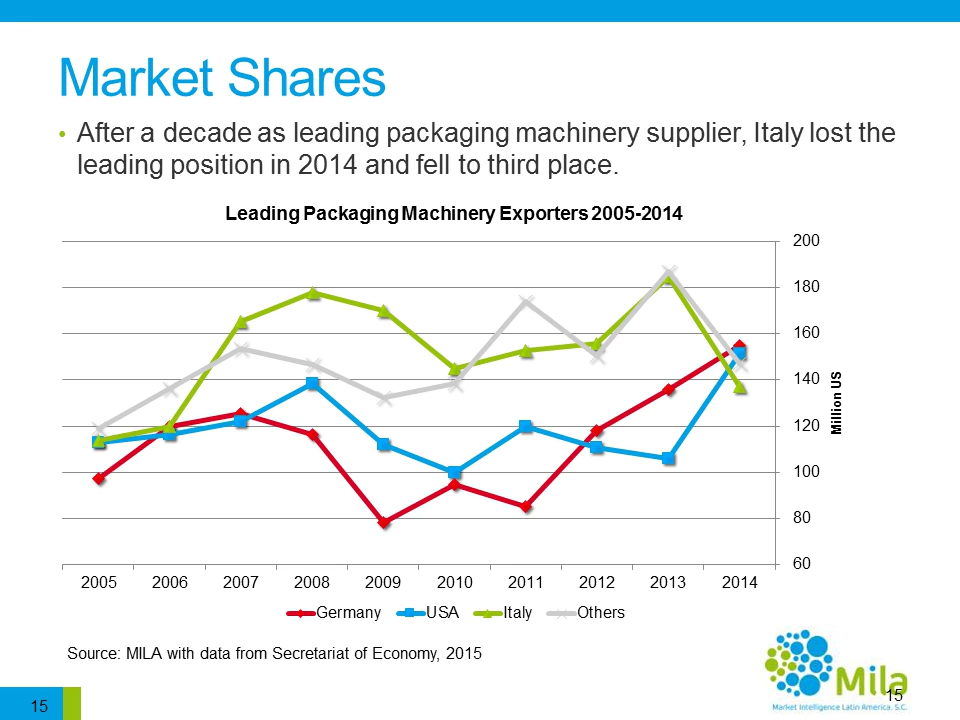 Market Shares
• After a decade as leading packaging machinery supplier, Italy lost the
leading position in 2014 and fell to third place.
Leading Packaging Machinery Exporters 2005-2014
200
180
160
140
120
100
80
60
Million US
2005 2006 2007 2008 2009 2010 2011 2012 2013 2014
Germany USA Italy Others
Source: MILA with data from Secretariat of Economy, 2015
Mila
Market Intelligence Latin America, S.C.
15
15